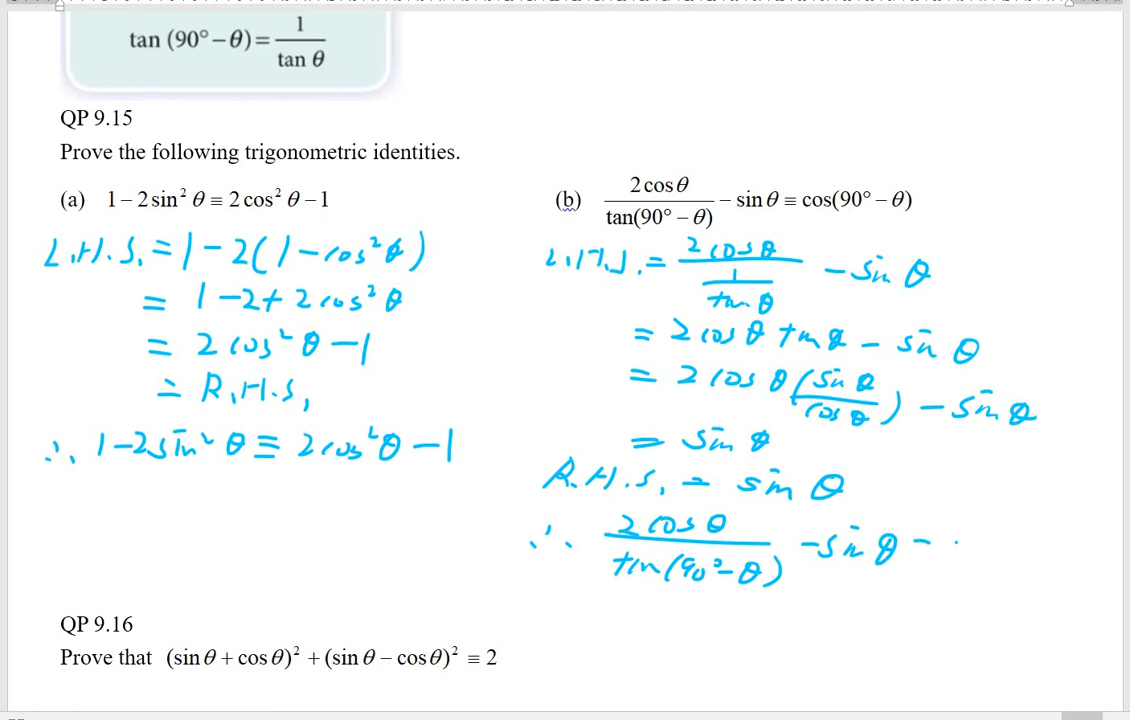 tan (90° − θ) = 1 / tan θ
QP 9.15
Prove the following trigonometric identities.
(a) 1 − 2 sin² θ ≡ 2 cos² θ − 1
L.H.S. = 1 − 2(1 − cos² θ)
= 1 − 2 + 2 cos² θ
= 2 cos² θ − 1
= R.H.S.
∴ 1 − 2 sin² θ ≡ 2 cos² θ − 1
(b) 2 cos θ / tan(90° − θ) − sin θ ≡ cos(90° − θ)
L.H.S. = 2 cos θ / (1 / tan θ) − sin θ
= 2 cos θ tan θ − sin θ
= 2 cos θ (sin θ / cos θ) − sin θ
= sin θ
R.H.S. = sin θ
∴ 2 cos θ / tan(90° − θ) − sin θ −
QP 9.16
Prove that (sin θ + cos θ)² + (sin θ − cos θ)² ≡ 2